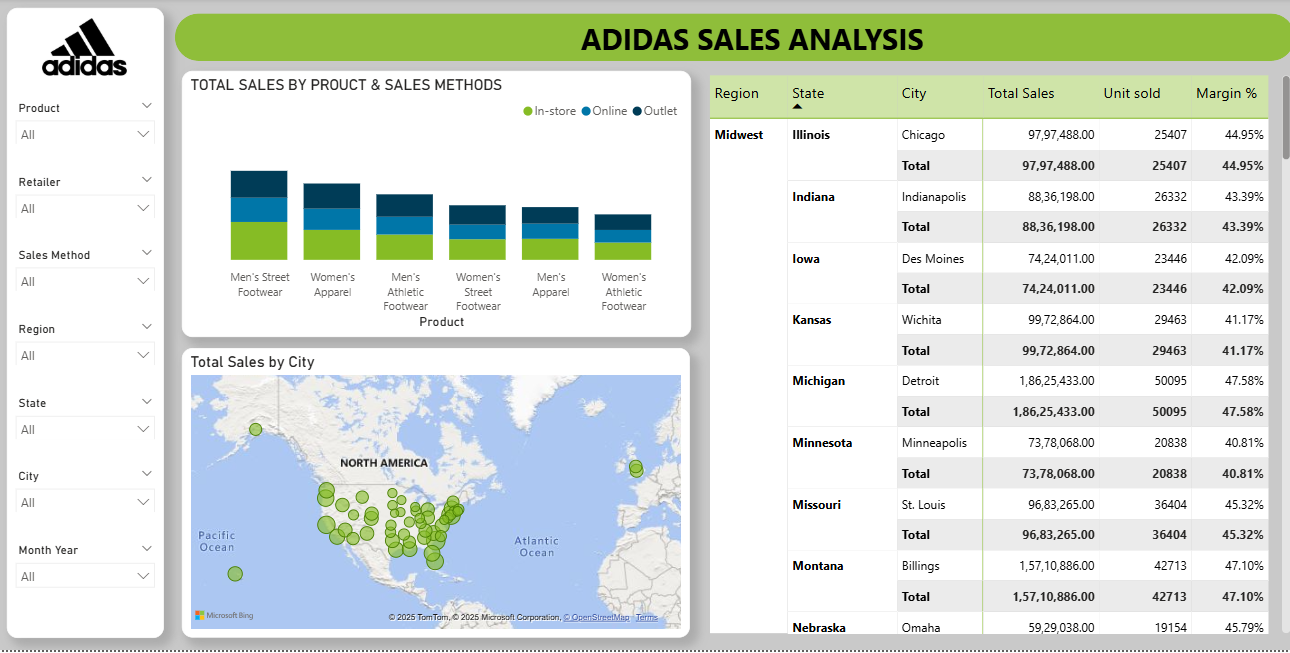 adidas
Product
All
Retailer
All
Sales Method
All
Region
All
State
All
City
All
Month Year
All
ADIDAS SALES ANALYSIS
TOTAL SALES BY PROUCT & SALES METHODS
In-store Online Outlet
Men's Street Footwear
Women's Apparel
Men's Athletic Footwear
Women's Street Footwear
Men's Apparel
Women's Athletic Footwear
Product
Total Sales by City
NORTH AMERICA
Pacific Ocean
Atlantic Ocean
Microsoft Bing
© 2025 TomTom, © 2025 Microsoft Corporation, © OpenStreetMap Terms
Region State City Total Sales Unit sold Margin %
Midwest Illinois Chicago 97,97,488.00 25407 44.95%
Total 97,97,488.00 25407 44.95%
Indiana Indianapolis 88,36,198.00 26332 43.39%
Total 88,36,198.00 26332 43.39%
Iowa Des Moines 74,24,011.00 23446 42.09%
Total 74,24,011.00 23446 42.09%
Kansas Wichita 99,72,864.00 29463 41.17%
Total 99,72,864.00 29463 41.17%
Michigan Detroit 1,86,25,433.00 50095 47.58%
Total 1,86,25,433.00 50095 47.58%
Minnesota Minneapolis 73,78,068.00 20838 40.81%
Total 73,78,068.00 20838 40.81%
Missouri St. Louis 96,83,265.00 36404 45.32%
Total 96,83,265.00 36404 45.32%
Montana Billings 1,57,10,886.00 42713 47.10%
Total 1,57,10,886.00 42713 47.10%
Nebraska Omaha 59,29,038.00 19154 45.79%